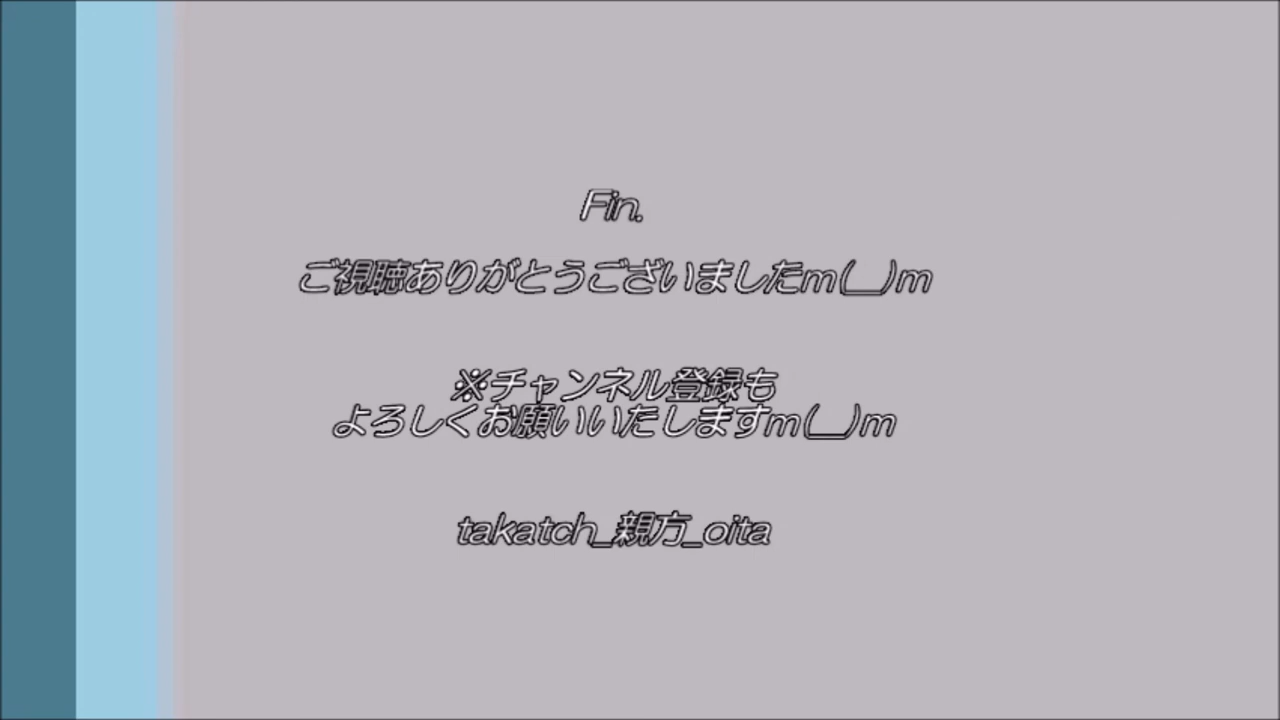 Fin.
ご視聴ありがとうございましたm(__)m
※チャンネル登録も
よろしくお願いいたしますm(__)m
takatch_親方_oita